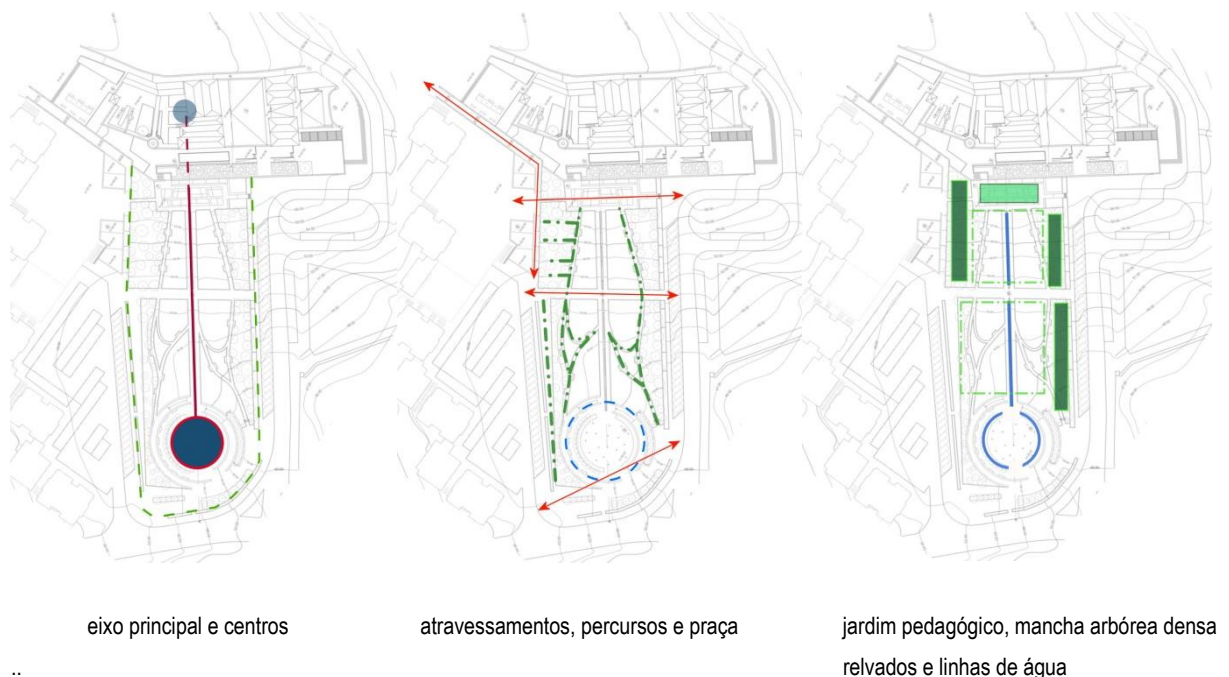 eixo principal e centros
atravessamentos, percursos e praça
jardim pedagógico, mancha arbórea densa
relvados e linhas de água
..